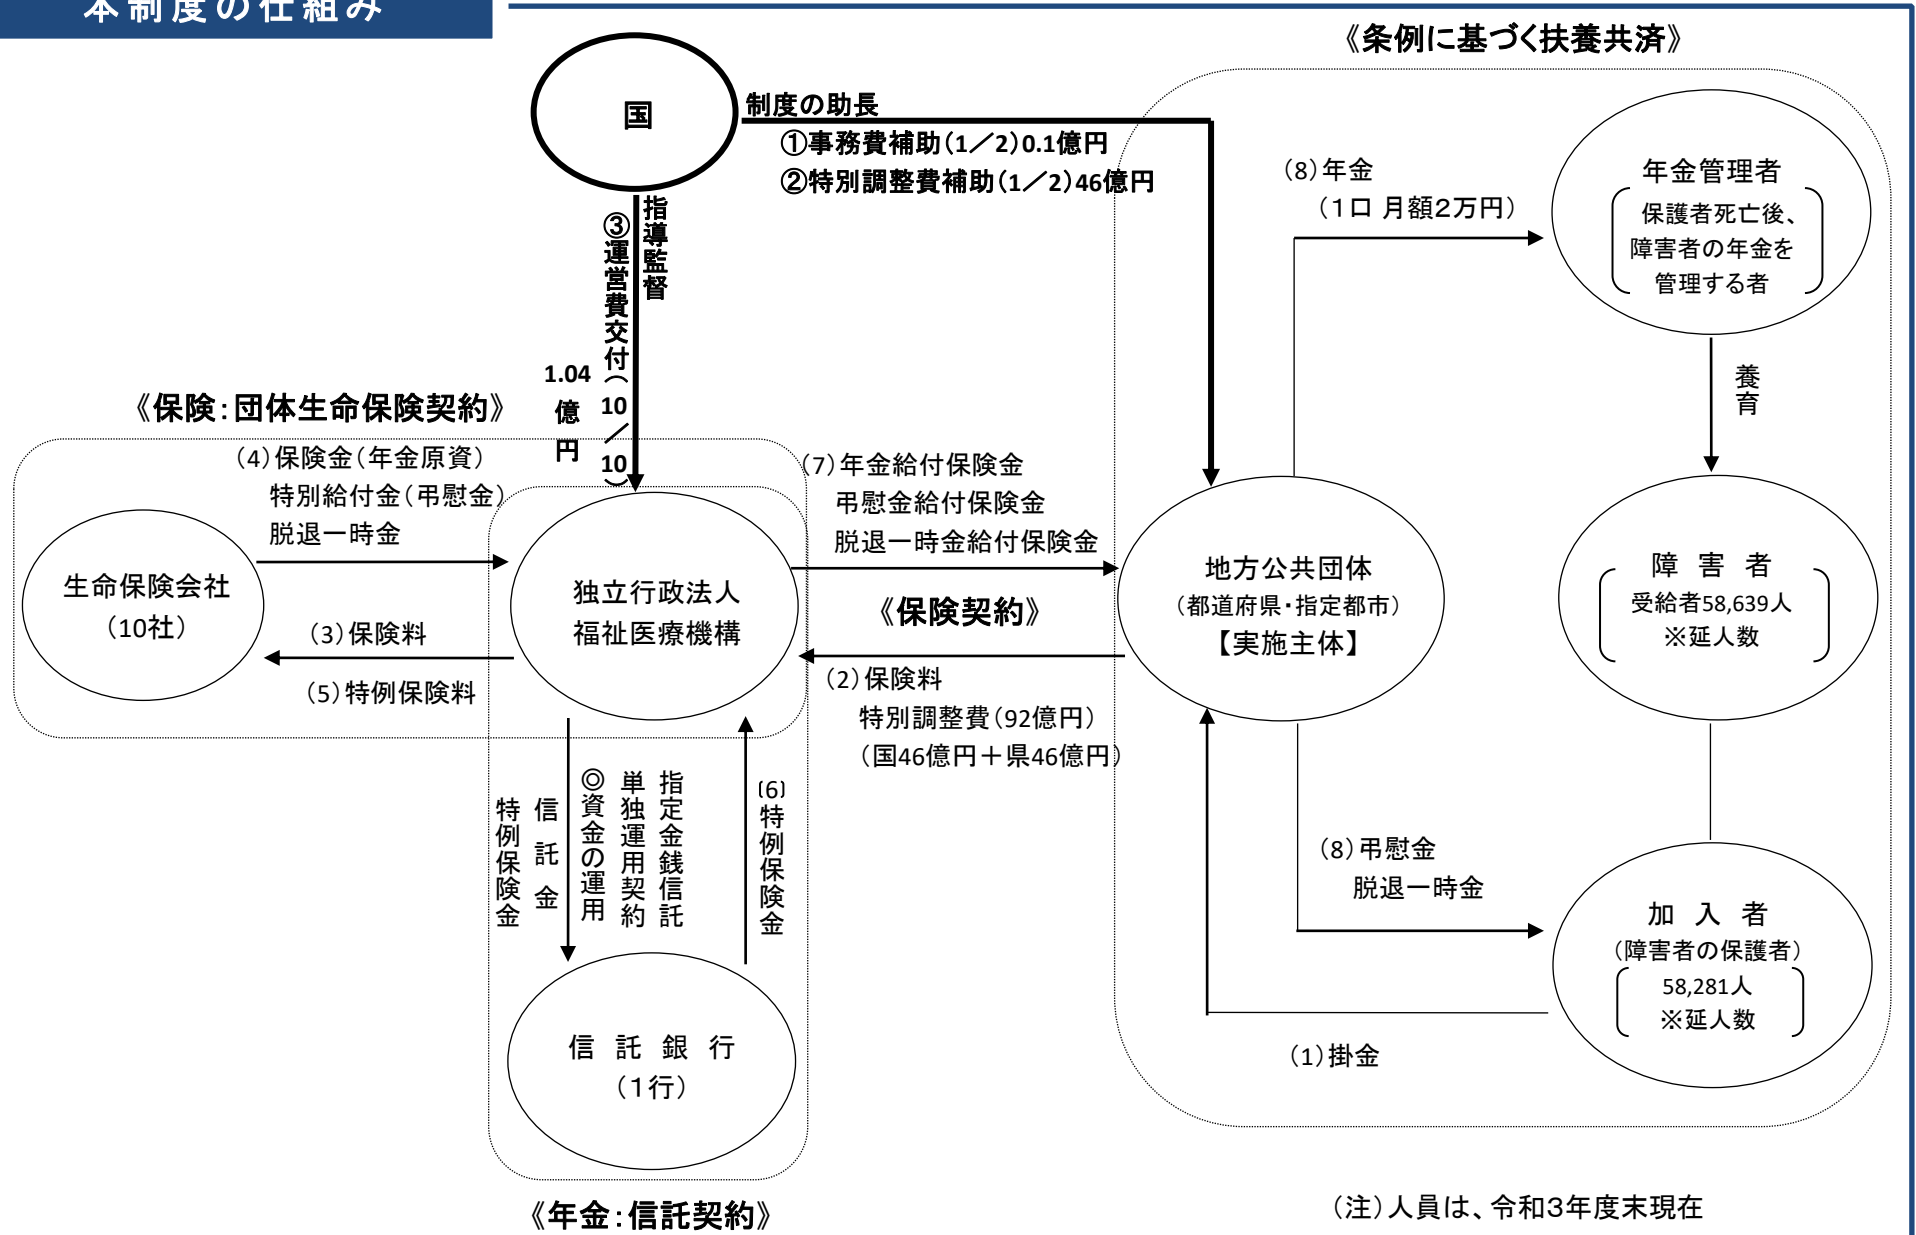 本制度の仕組み
《条例に基づく扶養共済》
国
制度の助長
①事務費補助(1／2)0.1億円
②特別調整費補助(1／2)46億円
指導監督
③運営費交付(10／10)
1.04
億
円
(8)年金
(1口 月額2万円)
年金管理者
保護者死亡後、
障害者の年金を
管理する者
養育
《保険:団体生命保険契約》
(4)保険金(年金原資)
特別給付金(弔慰金)
脱退一時金
生命保険会社
(10社)
(3)保険料
(5)特例保険料
独立行政法人
福祉医療機構
(7)年金給付保険金
弔慰金給付保険金
脱退一時金給付保険金
《保険契約》
(2)保険料
特別調整費(92億円)
(国46億円＋県46億円)
地方公共団体
(都道府県・指定都市)
【実施主体】
障害者
受給者58,639人
※延人数
特例保険金
信託金
◎資金の運用
単独運用契約
指定金銭信託
(6)特例保険金
(8)弔慰金
脱退一時金
加入者
(障害者の保護者)
58,281人
※延人数
(1)掛金
信託銀行
(1行)
《年金:信託契約》
(注)人員は、令和3年度末現在